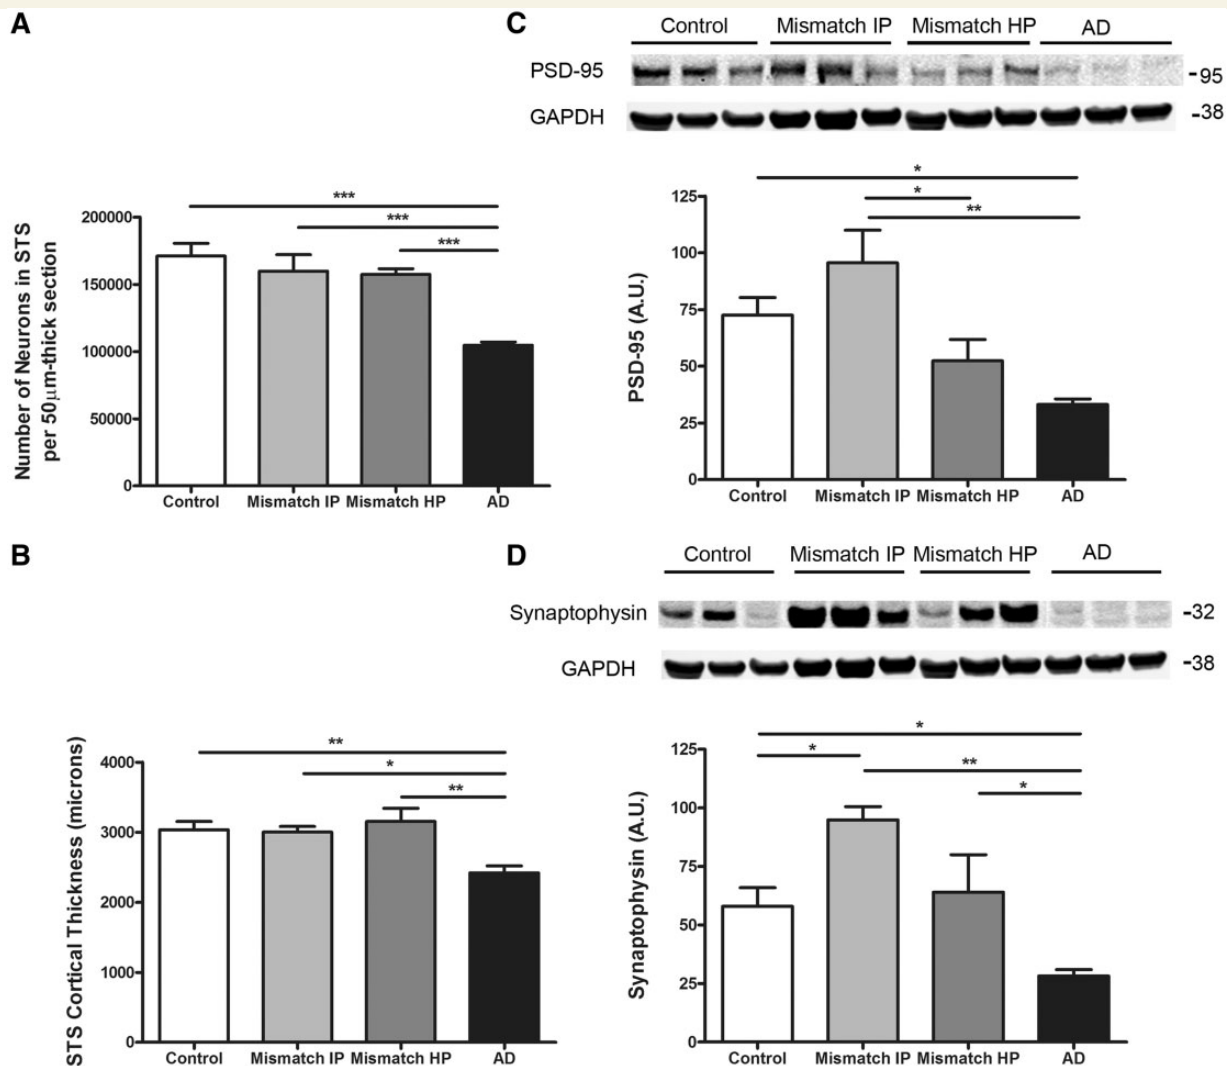 A
Number of Neurons in STS
per 50μm-thick section
200000
150000
100000
50000
0
***
***
***
Control Mismatch IP Mismatch HP AD
C
Control Mismatch IP Mismatch HP AD
PSD-95 -95
GAPDH -38
PSD-95 (A.U.)
125
100
75
50
25
0
*
*
**
Control Mismatch IP Mismatch HP AD
B
STS Cortical Thickness (microns)
4000
3000
2000
1000
0
**
*
**
Control Mismatch IP Mismatch HP AD
D
Control Mismatch IP Mismatch HP AD
Synaptophysin -32
GAPDH -38
Synaptophysin (A.U.)
125
100
75
50
25
0
*
*
**
*
Control Mismatch IP Mismatch HP AD